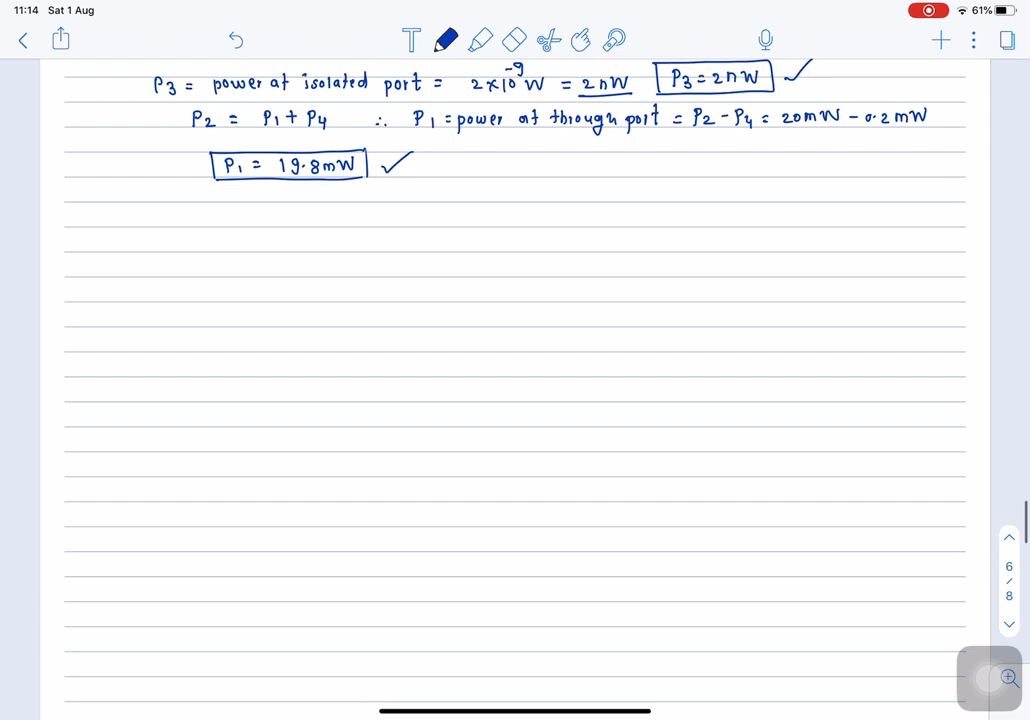 11:14 Sat 1 Aug 61%
T
P3 = power at isolated port = 2×10⁻⁹ W = 2nW P3 = 2nW ✓
P2 = P1 + P4 ∴ P1 = power at through port = P2 - P4 = 20mW - 0.2mW
P1 = 19.8mW ✓
6
/
8